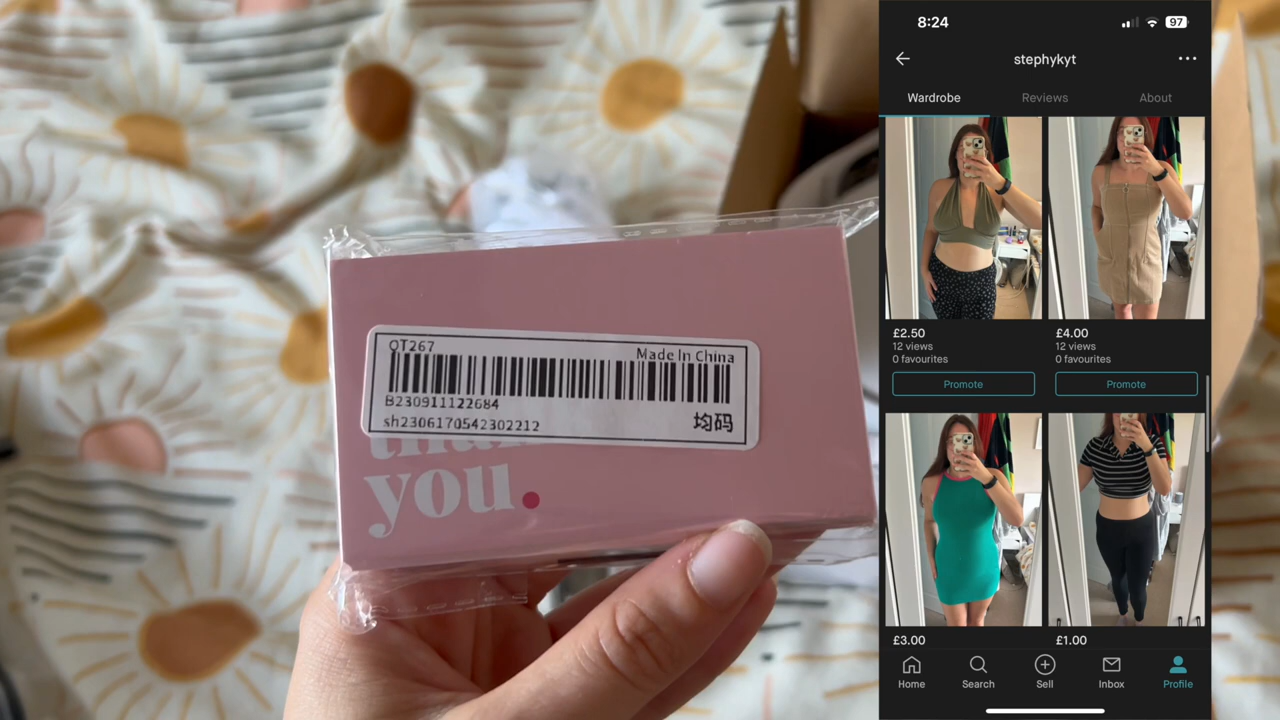 QT267
Made In China
B230911122684
sh2306170542302212
均码
you.
8:24
97
stephykyt
Wardrobe
Reviews
About
£2.50
12 views
0 favourites
Promote
£4.00
12 views
0 favourites
Promote
£3.00
£1.00
Home
Search
Sell
Inbox
Profile